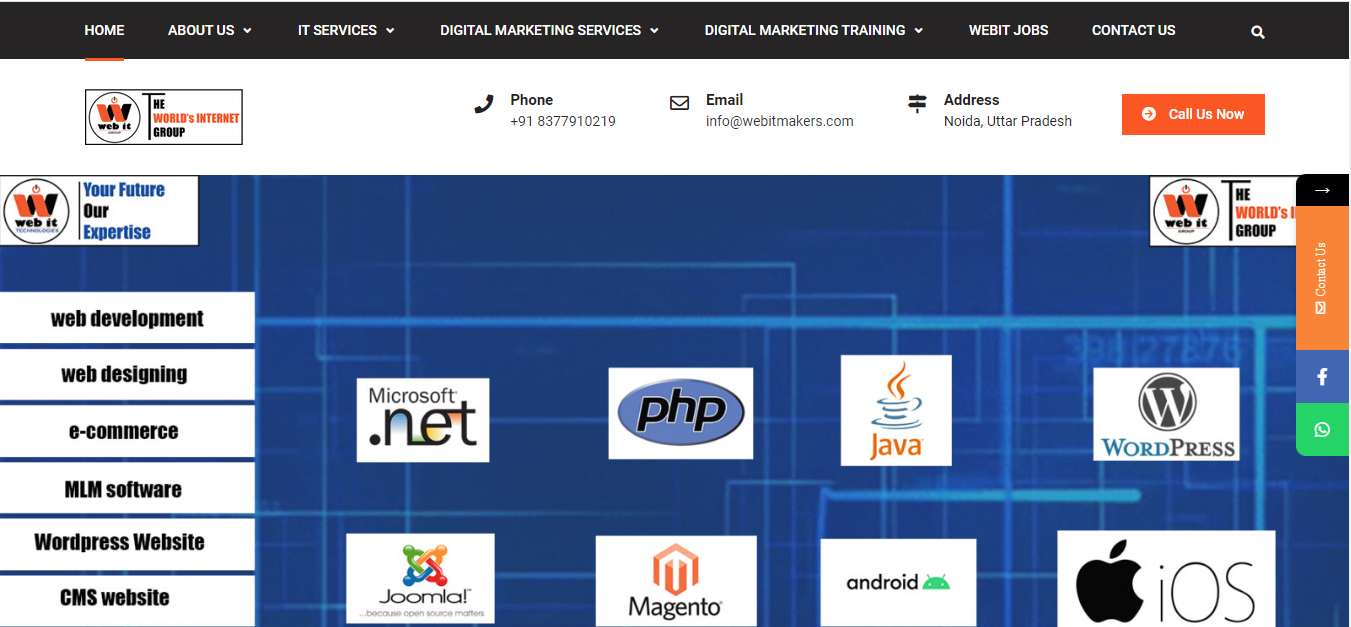 HOME ABOUT US IT SERVICES DIGITAL MARKETING SERVICES DIGITAL MARKETING TRAINING WEBIT JOBS CONTACT US
web it
GROUP
THE
WORLD's INTERNET
GROUP
Phone
+91 8377910219
Email
info@webitmakers.com
Address
Noida, Uttar Pradesh
Call Us Now
web it
TECHNOLOGIES
Your Future
Our
Expertise
web it
GROUP
THE
WORLD's I
GROUP
→
Contact Us
web development
web designing
e-commerce
MLM software
Wordpress Website
CMS website
Microsoft
.net
php
Java
WORDPRESS
Joomla!
...because open source matters
Magento
android
iOS